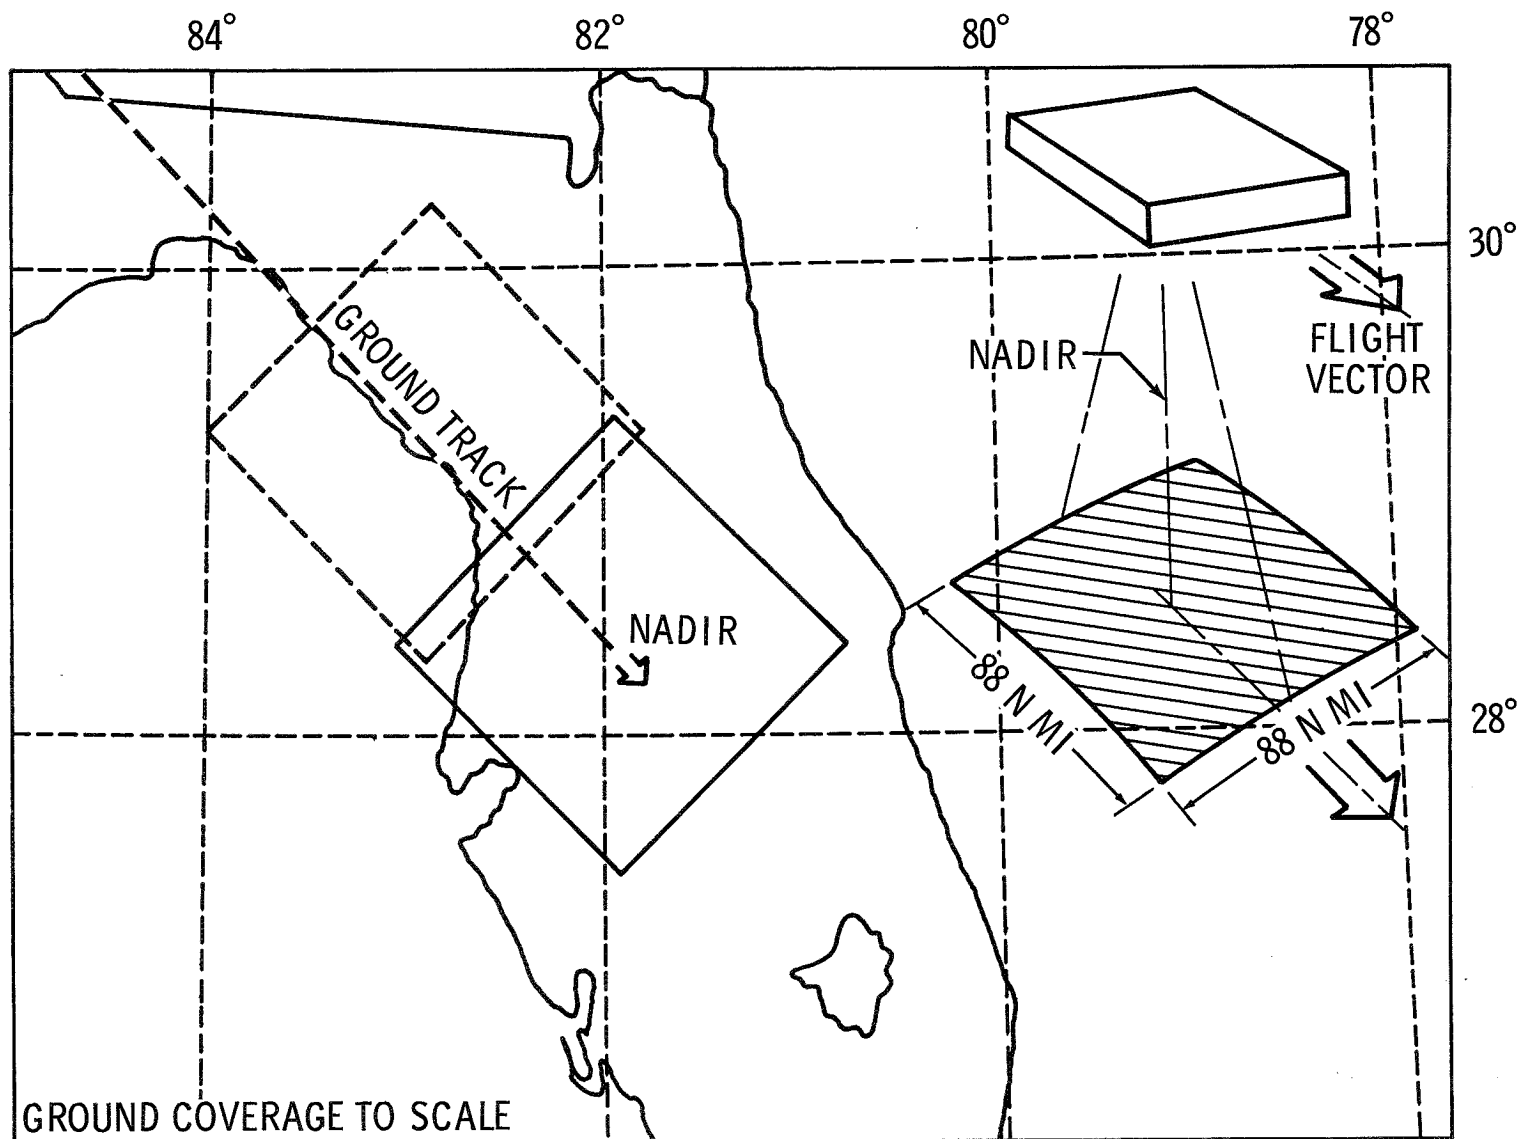 84°
82°
80°
78°
30°
GROUND TRACK
NADIR
FLIGHT
VECTOR
NADIR
88 N MI
88 N MI
28°
GROUND COVERAGE TO SCALE